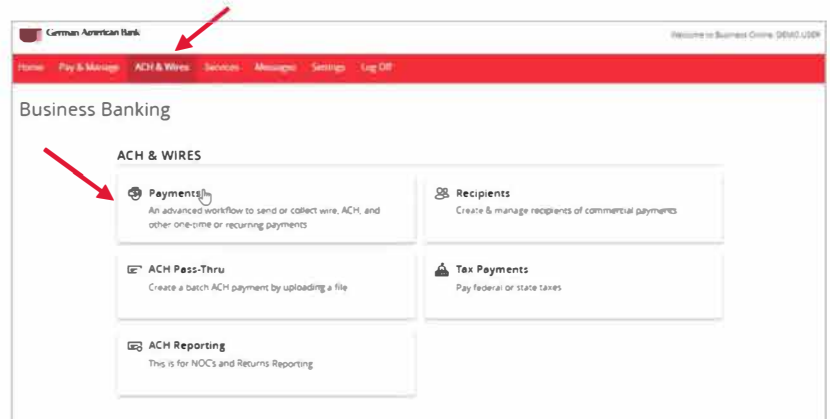 German American Bank
Welcome to Business Online, DEMO USER
Home Pay & Manage ACH & Wires Services Messages Settings Log Off
Business Banking
ACH & WIRES
Payments
An advanced workflow to send or collect wire, ACH, and
other one-time or recurring payments
Recipients
Create & manage recipients of commercial payments
ACH Pass-Thru
Create a batch ACH payment by uploading a file
Tax Payments
Pay federal or state taxes
ACH Reporting
This is for NOCs and Returns Reporting